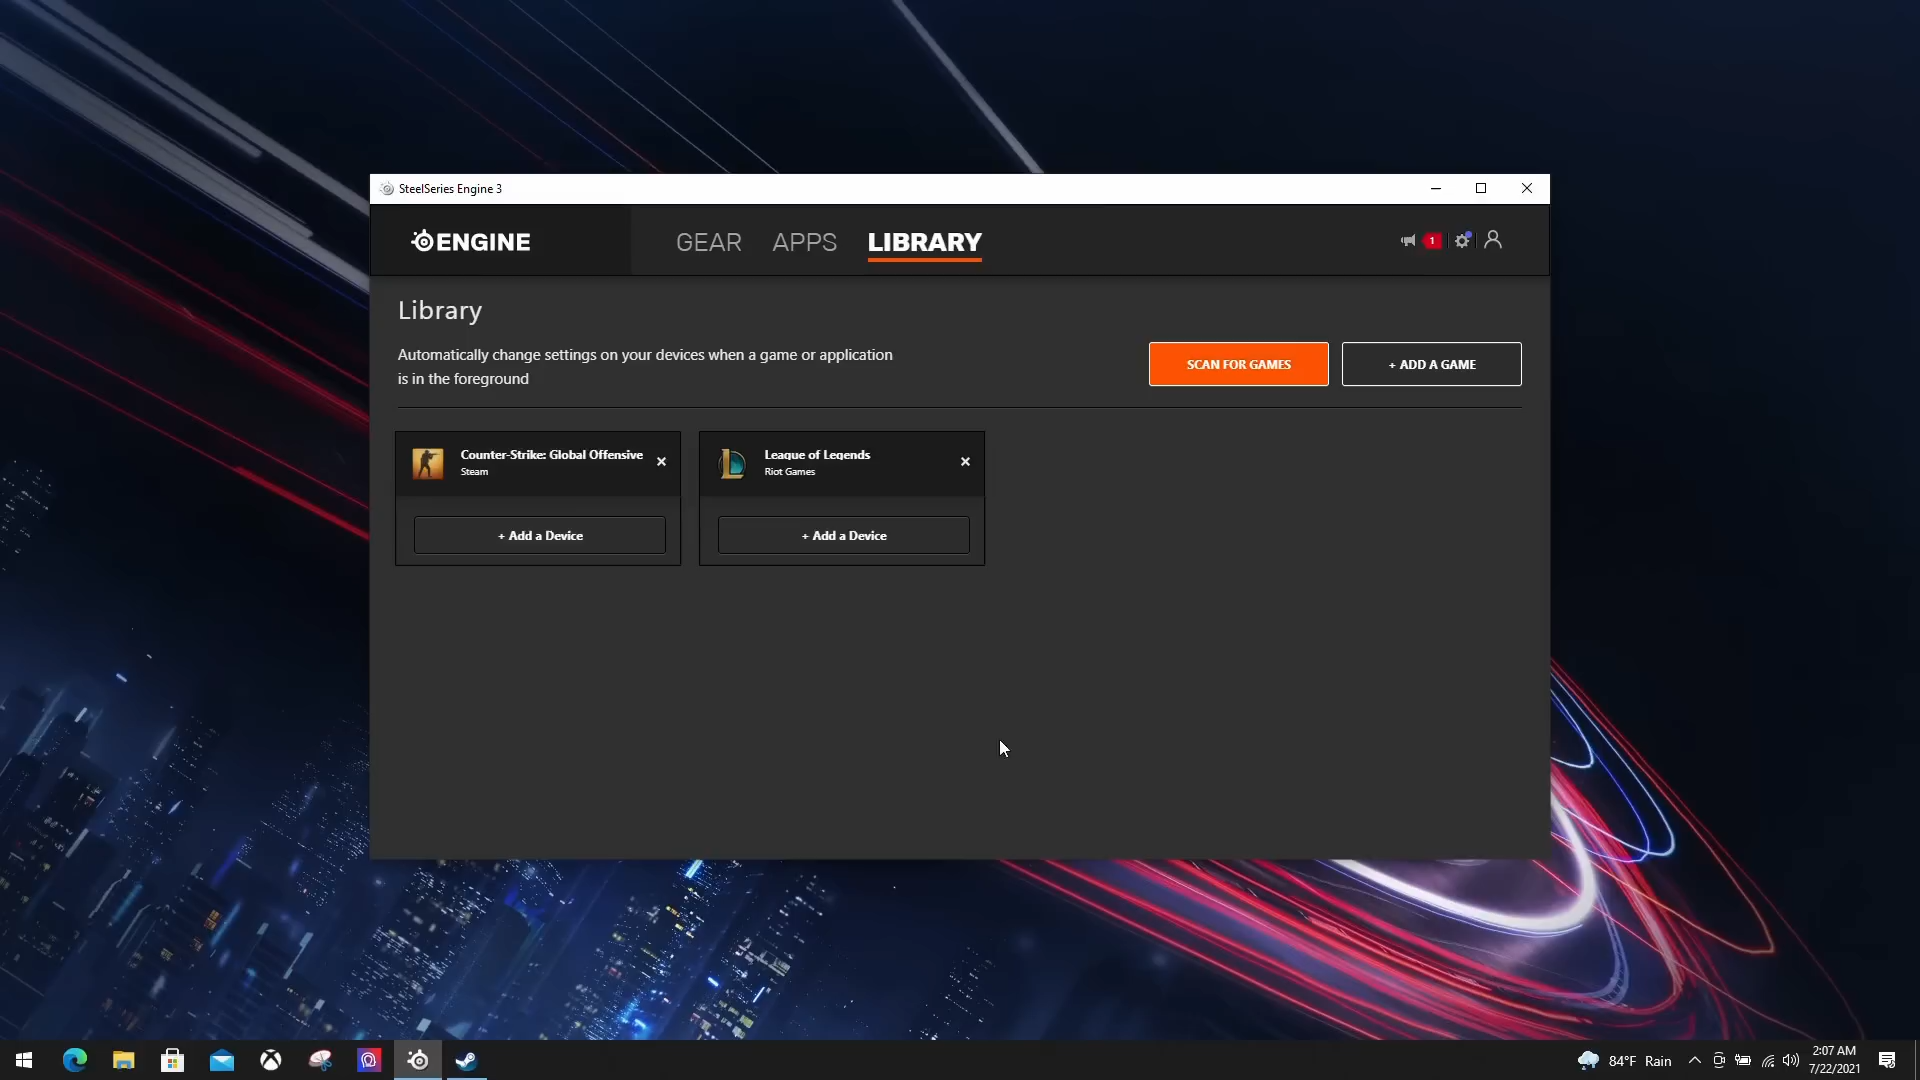 SteelSeries Engine 3
ENGINE
GEAR APPS LIBRARY
1
Library
Automatically change settings on your devices when a game or application
is in the foreground
SCAN FOR GAMES
+ ADD A GAME
Counter-Strike: Global Offensive
Steam
+ Add a Device
League of Legends
Riot Games
+ Add a Device
84°F Rain
2:07 AM
7/22/2021